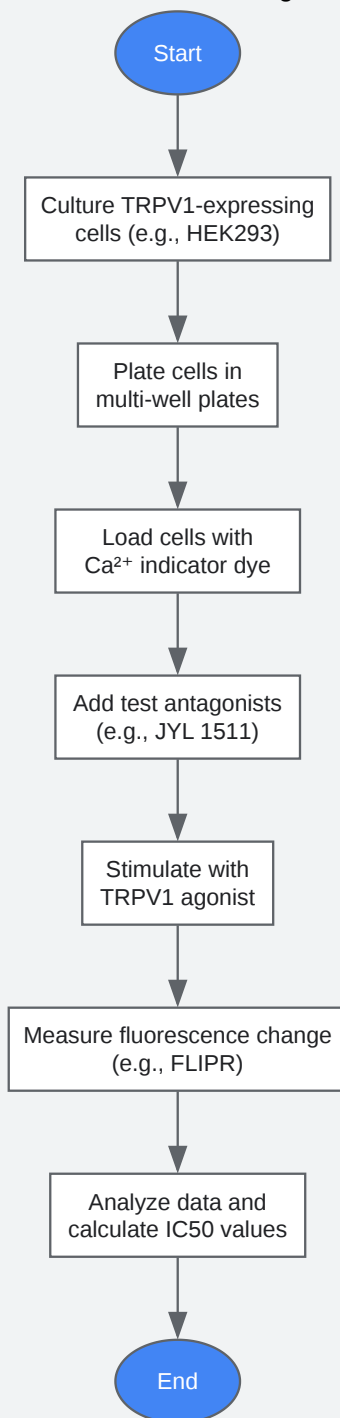 Start
Culture TRPV1-expressing
cells (e.g., HEK293)
Plate cells in
multi-well plates
Load cells with
Ca²⁺ indicator dye
Add test antagonists
(e.g., JYL 1511)
Stimulate with
TRPV1 agonist
Measure fluorescence change
(e.g., FLIPR)
Analyze data and
calculate IC50 values
End